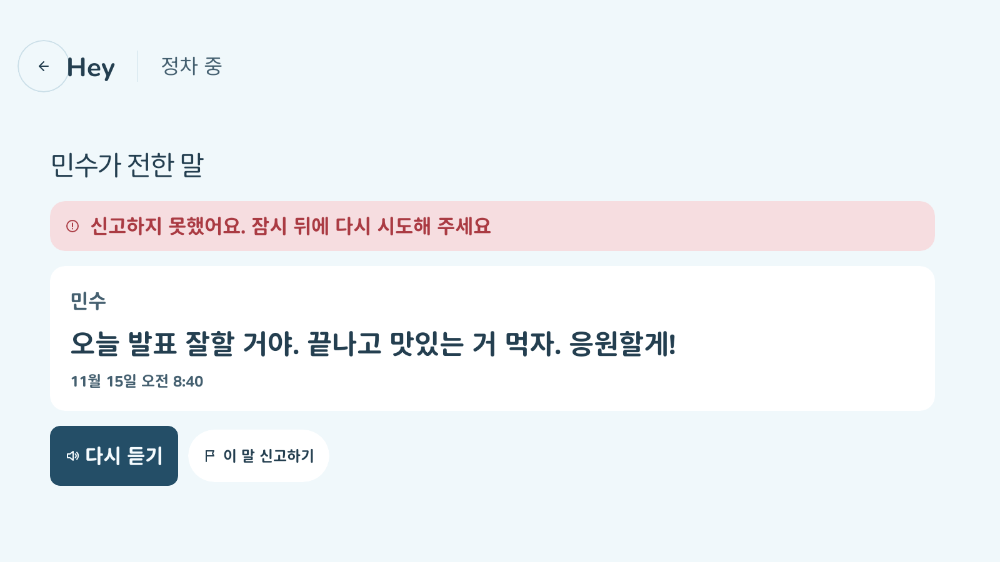 Hey
정차 중
민수가 전한 말
신고하지 못했어요. 잠시 뒤에 다시 시도해 주세요
민수
오늘 발표 잘할 거야. 끝나고 맛있는 거 먹자. 응원할게!
11월 15일 오전 8:40
다시 듣기
이 말 신고하기